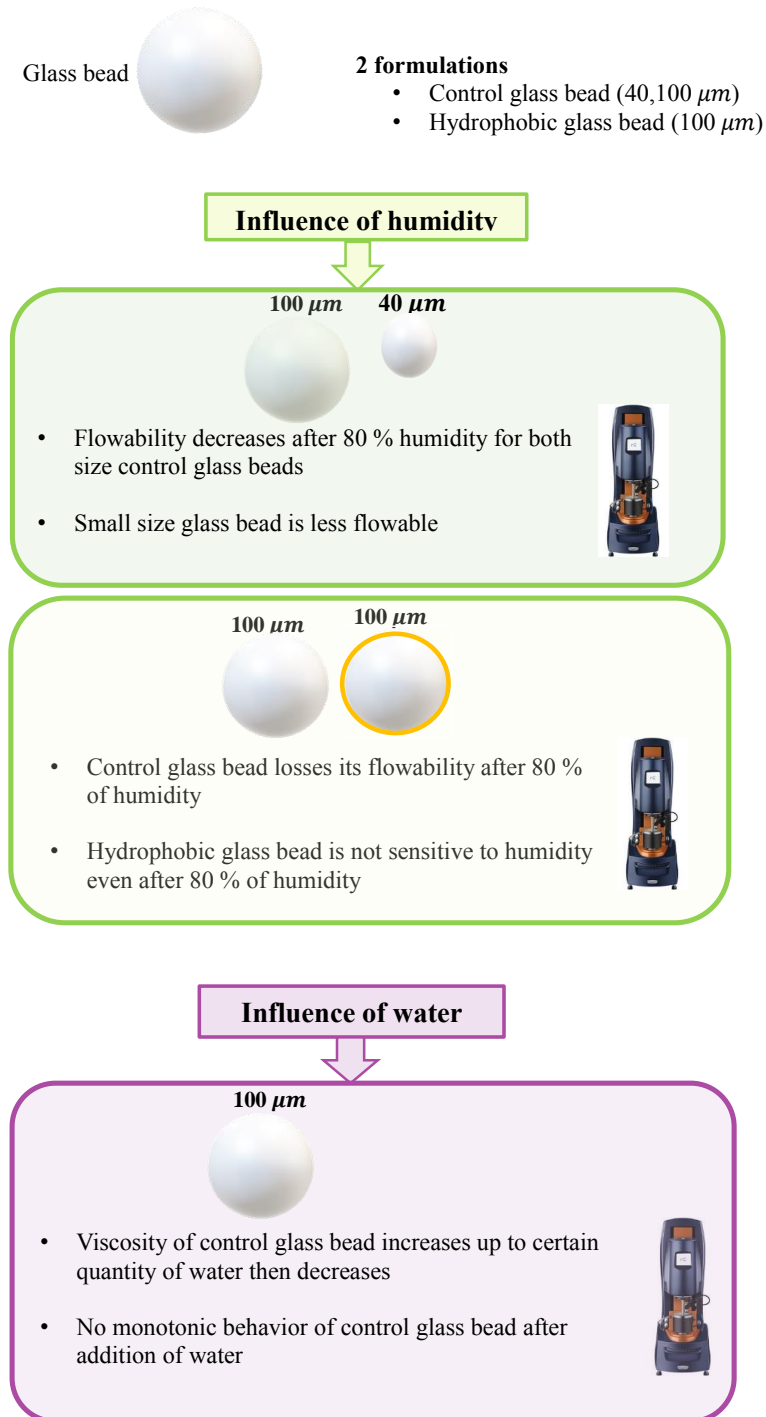 Glass bead
2 formulations
• Control glass bead (40,100 μm)
• Hydrophobic glass bead (100 μm)
Influence of humidity
100 μm 40 μm
• Flowability decreases after 80 % humidity for both
size control glass beads
• Small size glass bead is less flowable
100 μm 100 μm
• Control glass bead losses its flowability after 80 %
of humidity
• Hydrophobic glass bead is not sensitive to humidity
even after 80 % of humidity
Influence of water
100 μm
• Viscosity of control glass bead increases up to certain
quantity of water then decreases
• No monotonic behavior of control glass bead after
addition of water